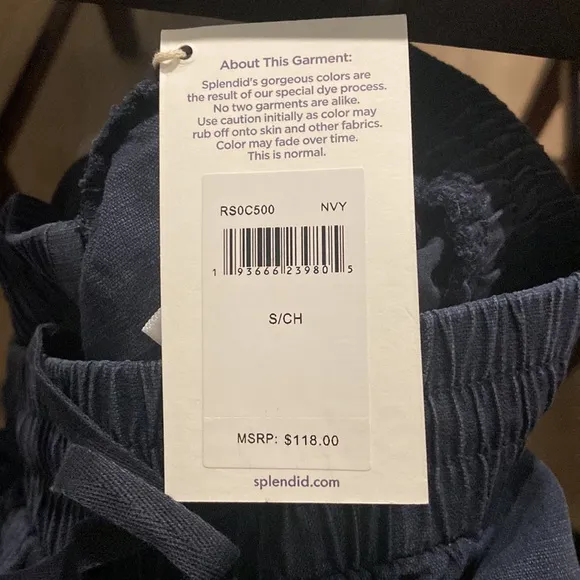 About This Garment:
Splendid's gorgeous colors are
the result of our special dye process.
No two garments are alike.
Use caution initially as color may
rub off onto skin and other fabrics.
Color may fade over time.
This is normal.
RS0C500 NVY
1 93666 23980 5
S/CH
MSRP: $118.00
splendid.com